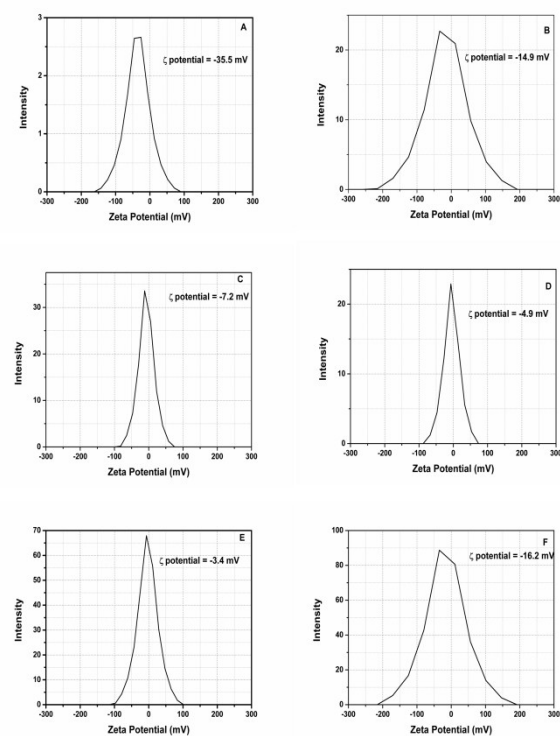 A
ζ potential = -35.5 mV
Intensity
3
2
1
0
-300 -200 -100 0 100 200 300
Zeta Potential (mV)
B
ζ potential = -14.9 mV
Intensity
20
10
0
-300 -200 -100 0 100 200 300
Zeta Potential (mV)
C
ζ potential = -7.2 mV
Intensity
30
20
10
0
-300 -200 -100 0 100 200 300
Zeta Potential (mV)
D
ζ potential = -4.9 mV
Intensity
20
10
0
-300 -200 -100 0 100 200 300
Zeta Potential (mV)
E
ζ potential = -3.4 mV
Intensity
70
60
50
40
30
20
10
0
-300 -200 -100 0 100 200 300
Zeta Potential (mV)
F
ζ potential = -16.2 mV
Intensity
100
80
60
40
20
0
-300 -200 -100 0 100 200 300
Zeta Potential (mV)